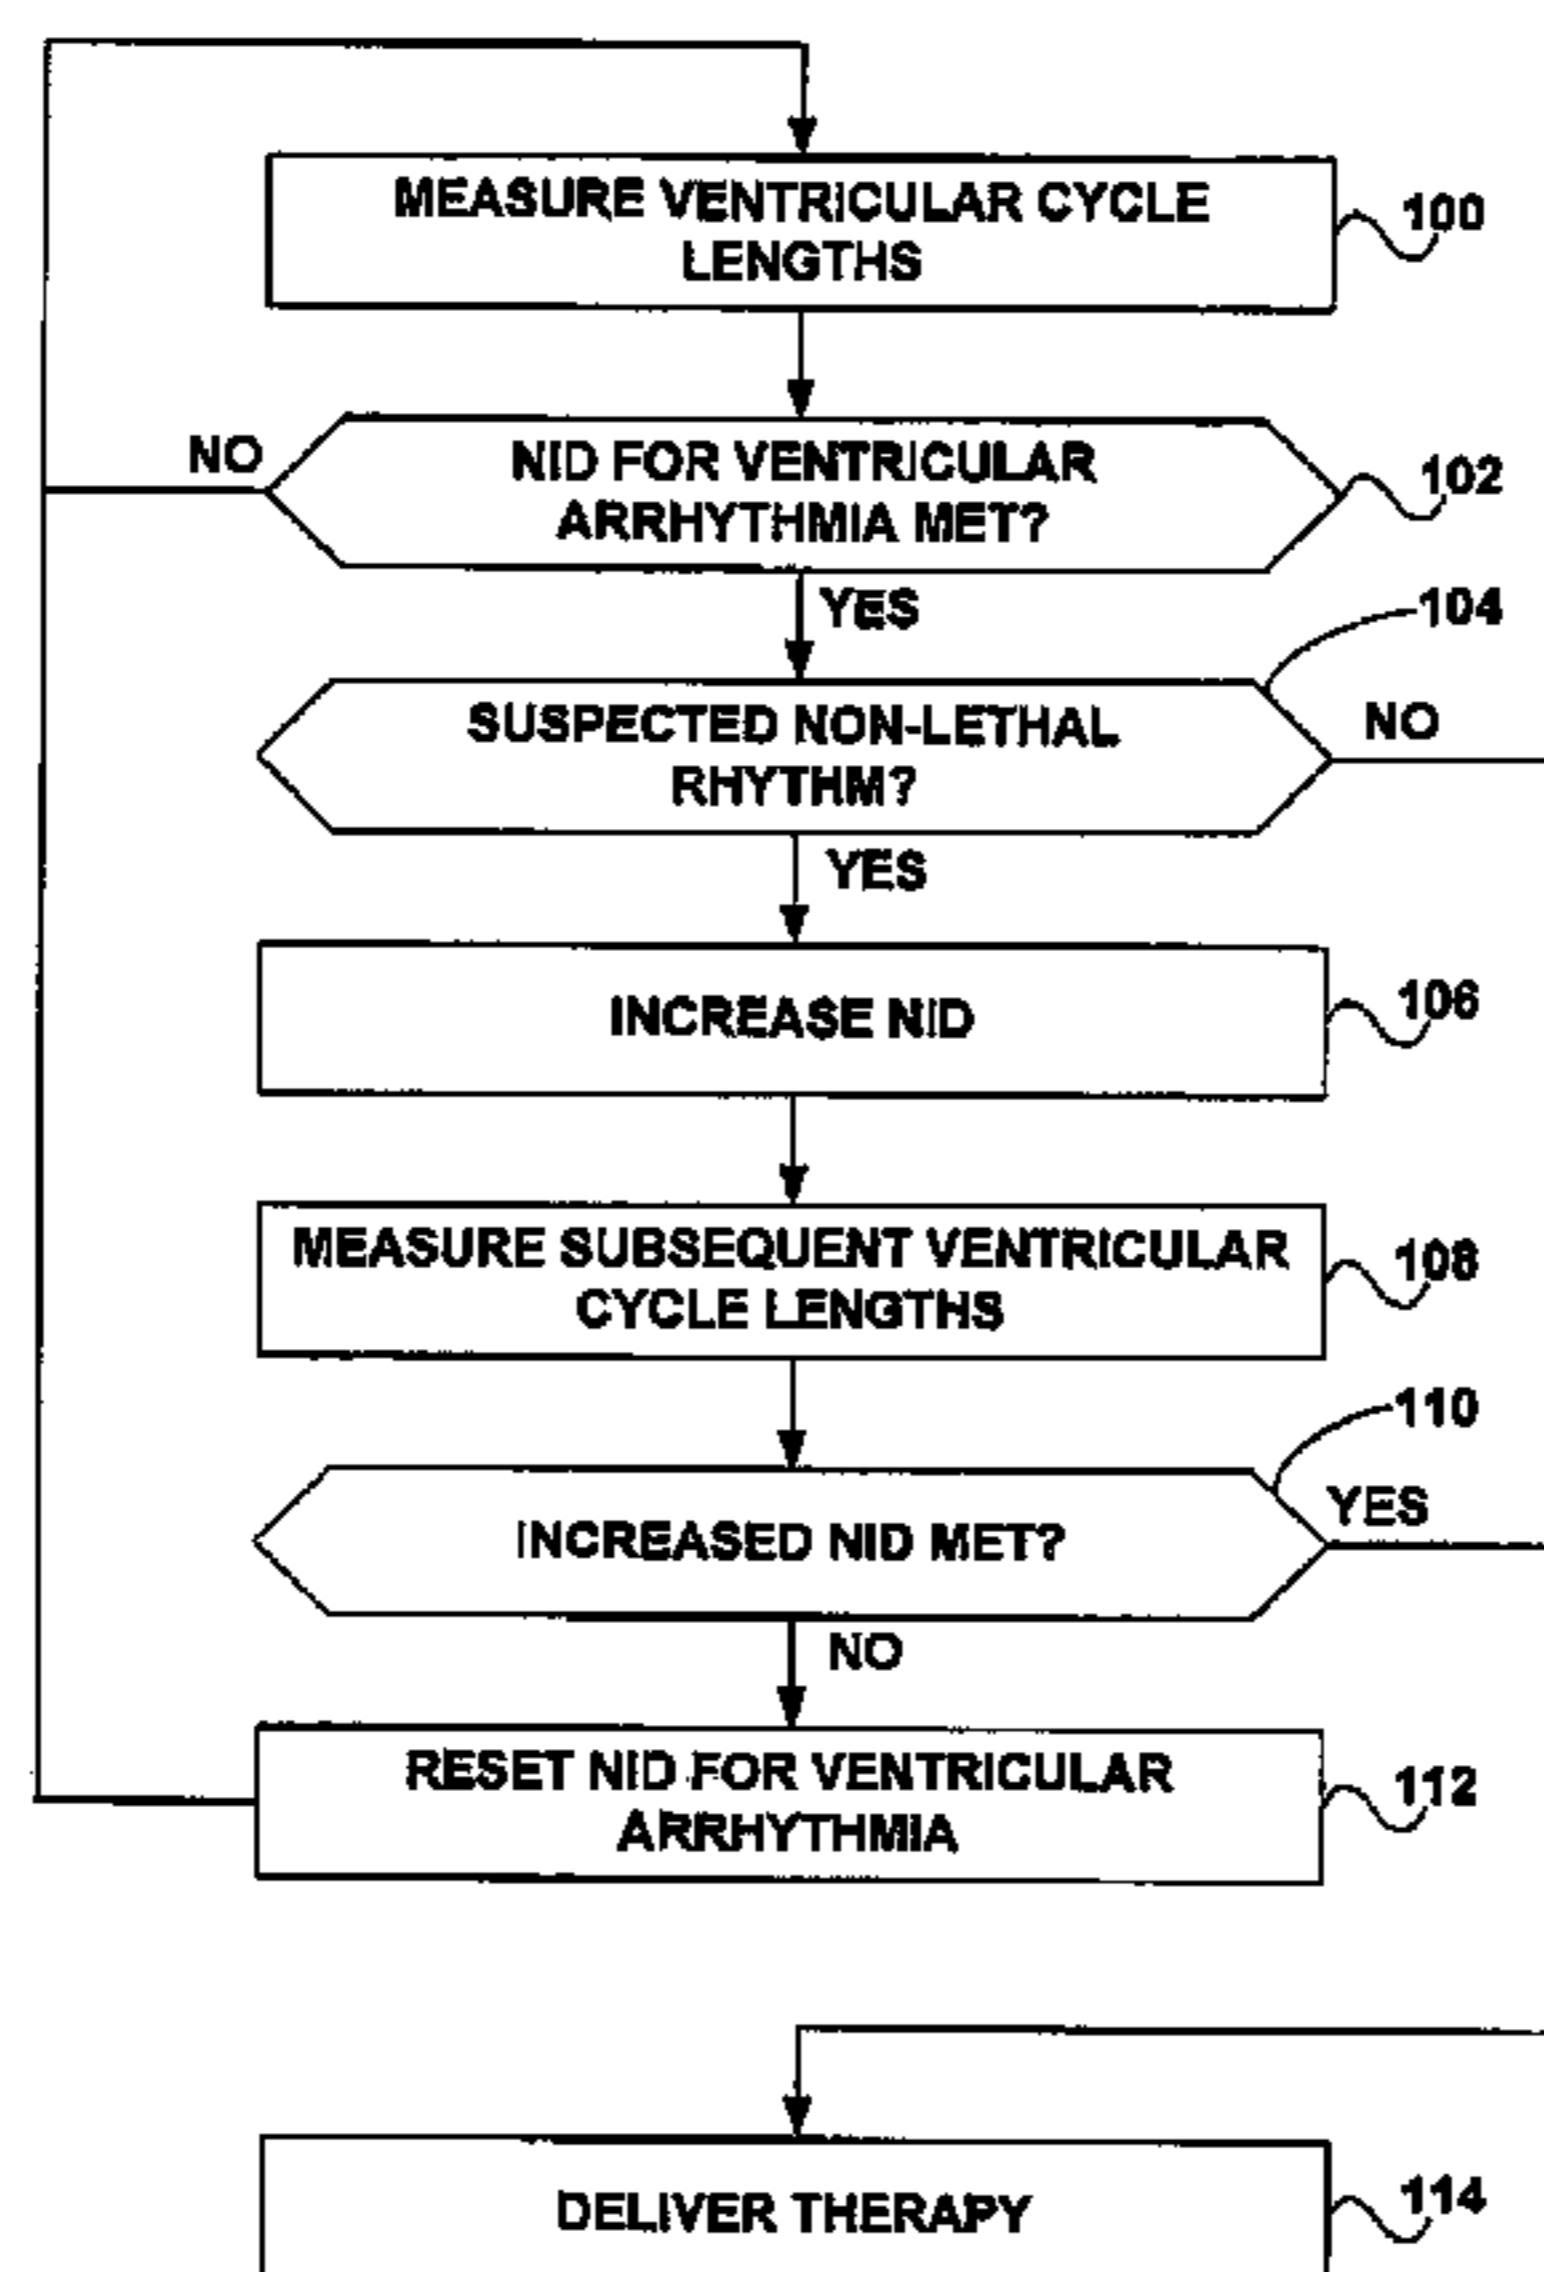 MEASURE VENTRICULAR CYCLE
LENGTHS
100
NO
NID FOR VENTRICULAR
ARRHYTHMIA MET?
102
YES
104
SUSPECTED NON-LETHAL
RHYTHM?
NO
YES
INCREASE NID
106
MEASURE SUBSEQUENT VENTRICULAR
CYCLE LENGTHS
108
110
INCREASED NID MET?
YES
NO
RESET NID FOR VENTRICULAR
ARRHYTHMIA
112
DELIVER THERAPY
114